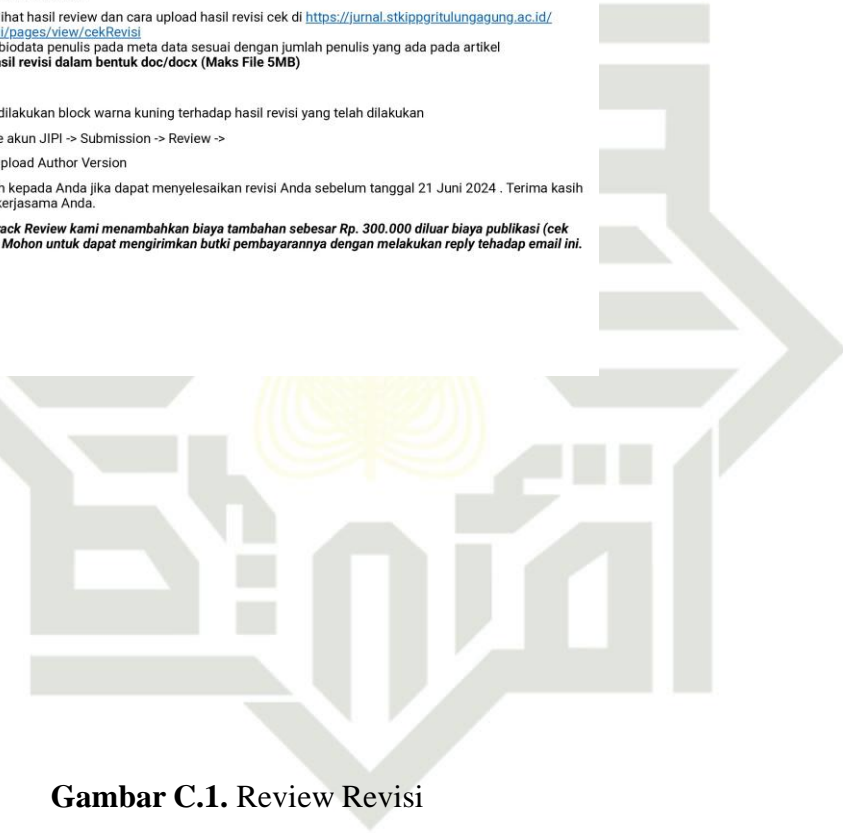 ihat hasil review dan cara upload hasil revisi cek di https://jurnal.stkippgritulungagung.ac.id/
i/pages/view/cekRevisi
biodata penulis pada meta data sesuai dengan jumlah penulis yang ada pada artikel
sil revisi dalam bentuk doc/docx (Maks File 5MB)
dilakukan block warna kuning terhadap hasil revisi yang telah dilakukan
e akun JIPI -> Submission -> Review ->
pload Author Version
n kepada Anda jika dapat menyelesaikan revisi Anda sebelum tanggal 21 Juni 2024 . Terima kasih
kerjasama Anda.
rack Review kami menambahkan biaya tambahan sebesar Rp. 300.000 diluar biaya publikasi (cek
Mohon untuk dapat mengirimkan butki pembayarannya dengan melakukan reply tehadap email ini.
Gambar C.1. Review Revisi